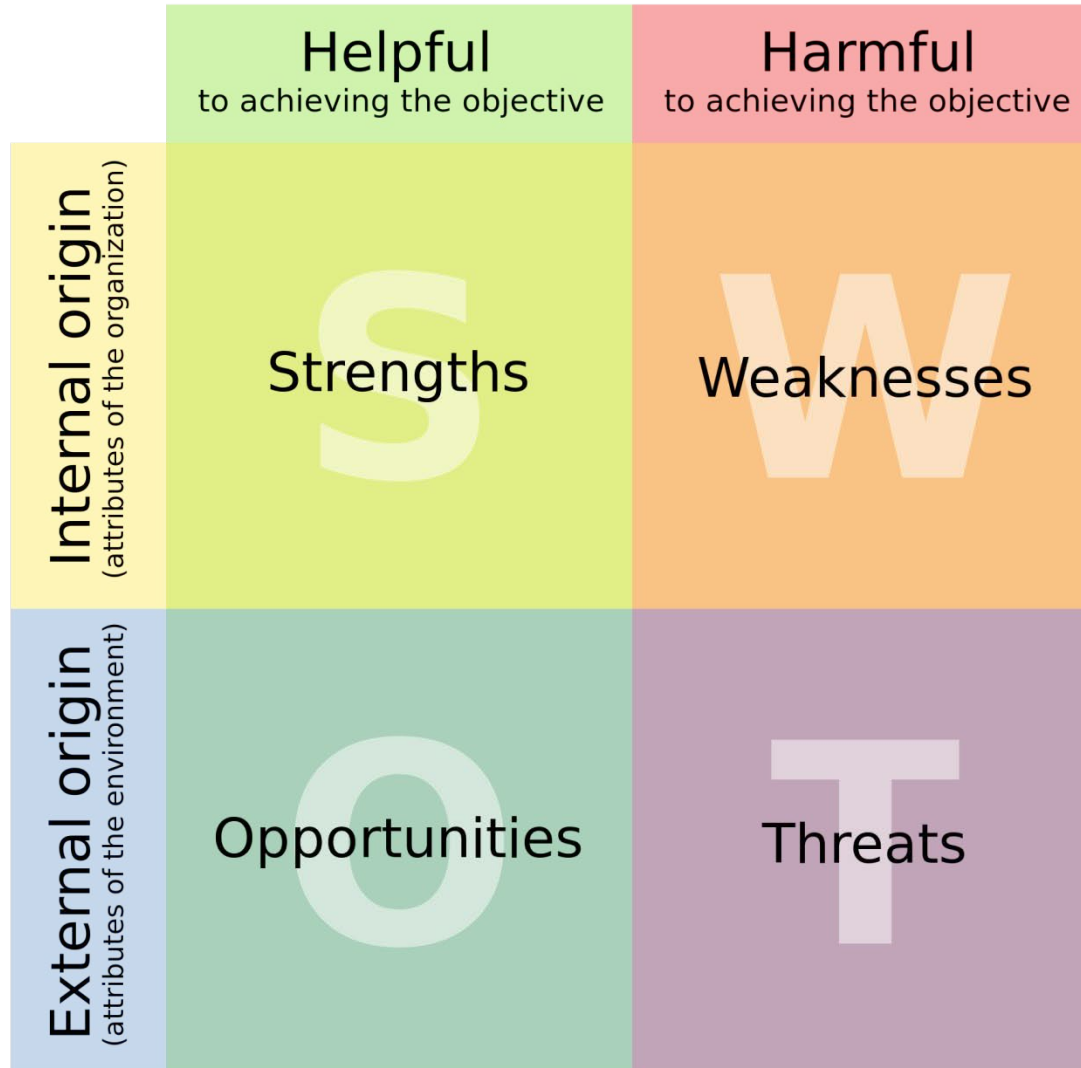 Helpful
to achieving the objective
Harmful
to achieving the objective
Internal origin
(attributes of the organization)
S
Strengths
W
Weaknesses
External origin
(attributes of the environment)
O
Opportunities
T
Threats